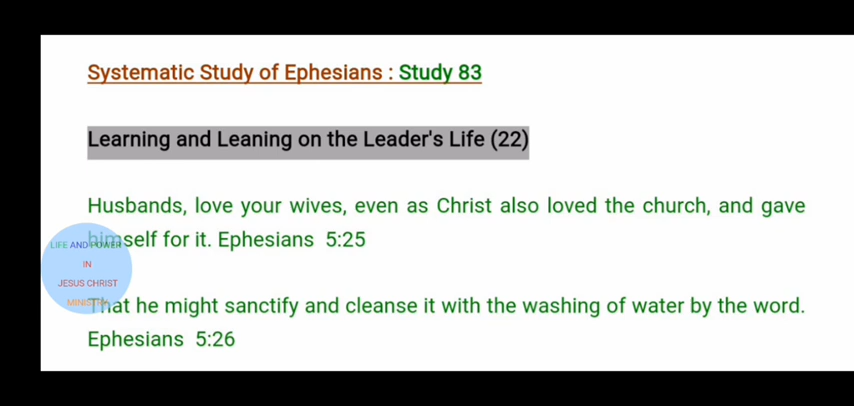 Systematic Study of Ephesians : Study 83
Learning and Leaning on the Leader's Life (22)
Husbands, love your wives, even as Christ also loved the church, and gave
himself for it. Ephesians 5:25
LIFE AND POWER
IN
JESUS CHRIST
MINISTRY
That he might sanctify and cleanse it with the washing of water by the word.
Ephesians 5:26